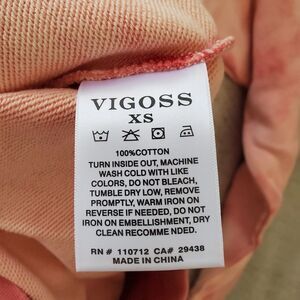 VIGOSS
XS
100%COTTON
TURN INSIDE OUT, MACHINE
WASH COLD WITH LIKE
COLORS, DO NOT BLEACH,
TUMBLE DRY LOW, REMOVE
PROMPTLY, WARM IRON ON
REVERSE IF NEEDED, DO NOT
IRON ON EMBELLISHMENT, DRY
CLEAN RECOMME NDED.
RN # 110712 CA# 29438
MADE IN CHINA